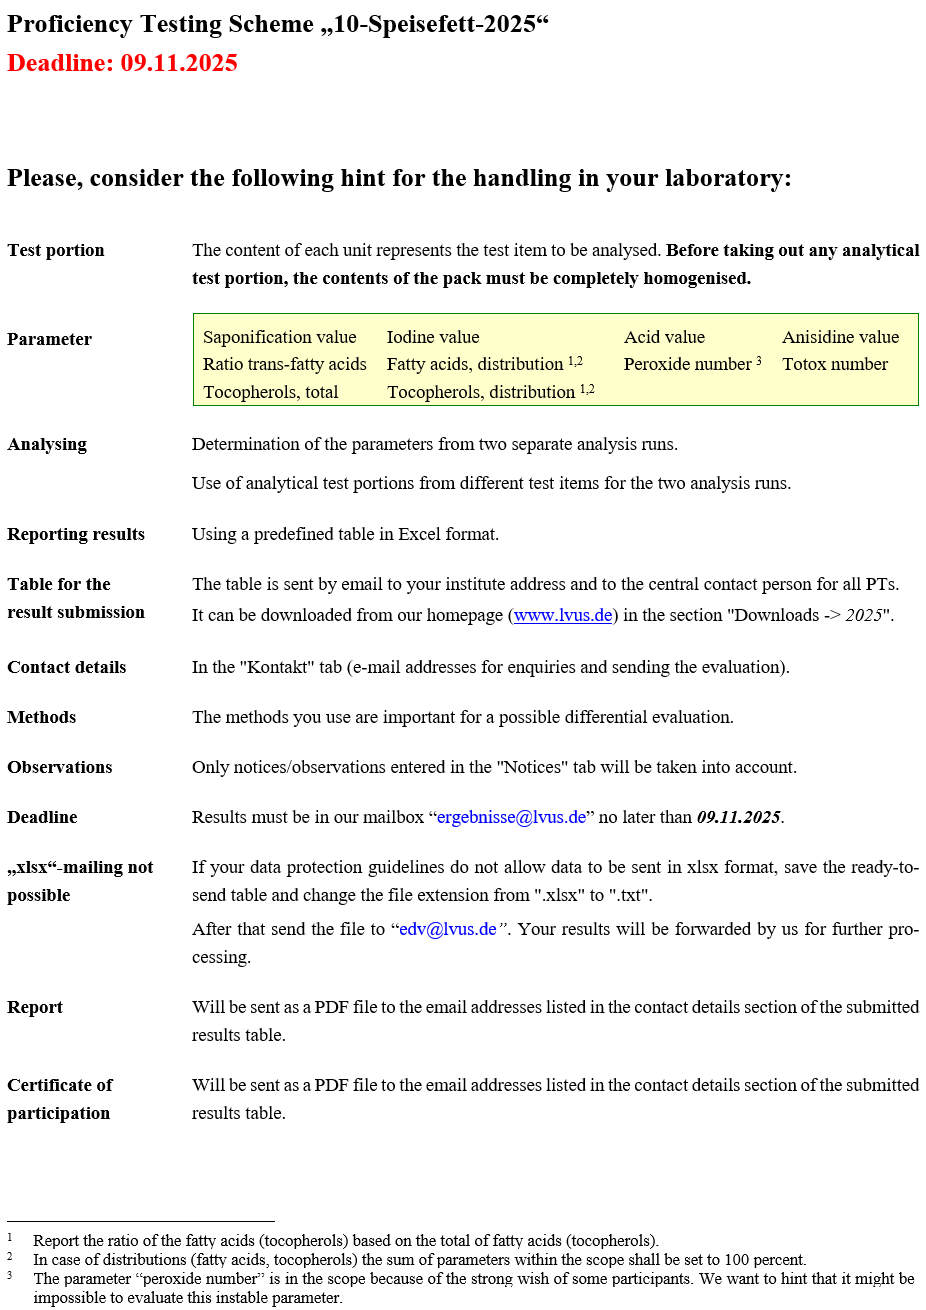 Proficiency Testing Scheme „10-Speisefett-2025“
Deadline: 09.11.2025
Please, consider the following hint for the handling in your laboratory:
Test portion The content of each unit represents the test item to be analysed. Before taking out any analytical
test portion, the contents of the pack must be completely homogenised.
Parameter Saponification value Iodine value Acid value Anisidine value
Ratio trans-fatty acids Fatty acids, distribution 1,2 Peroxide number 3 Totox number
Tocopherols, total Tocopherols, distribution 1,2
Analysing Determination of the parameters from two separate analysis runs.
Use of analytical test portions from different test items for the two analysis runs.
Reporting results Using a predefined table in Excel format.
Table for the The table is sent by email to your institute address and to the central contact person for all PTs.
result submission It can be downloaded from our homepage (www.lvus.de) in the section "Downloads -> 2025".
Contact details In the "Kontakt" tab (e-mail addresses for enquiries and sending the evaluation).
Methods The methods you use are important for a possible differential evaluation.
Observations Only notices/observations entered in the "Notices" tab will be taken into account.
Deadline Results must be in our mailbox “ergebnisse@lvus.de” no later than 09.11.2025.
„xlsx“-mailing not If your data protection guidelines do not allow data to be sent in xlsx format, save the ready-to-
possible send table and change the file extension from ".xlsx" to ".txt".
After that send the file to “edv@lvus.de”. Your results will be forwarded by us for further pro-
cessing.
Report Will be sent as a PDF file to the email addresses listed in the contact details section of the submitted
results table.
Certificate of Will be sent as a PDF file to the email addresses listed in the contact details section of the submitted
participation results table.
1 Report the ratio of the fatty acids (tocopherols) based on the total of fatty acids (tocopherols).
2 In case of distributions (fatty acids, tocopherols) the sum of parameters within the scope shall be set to 100 percent.
3 The parameter “peroxide number” is in the scope because of the strong wish of some participants. We want to hint that it might be
impossible to evaluate this instable parameter.